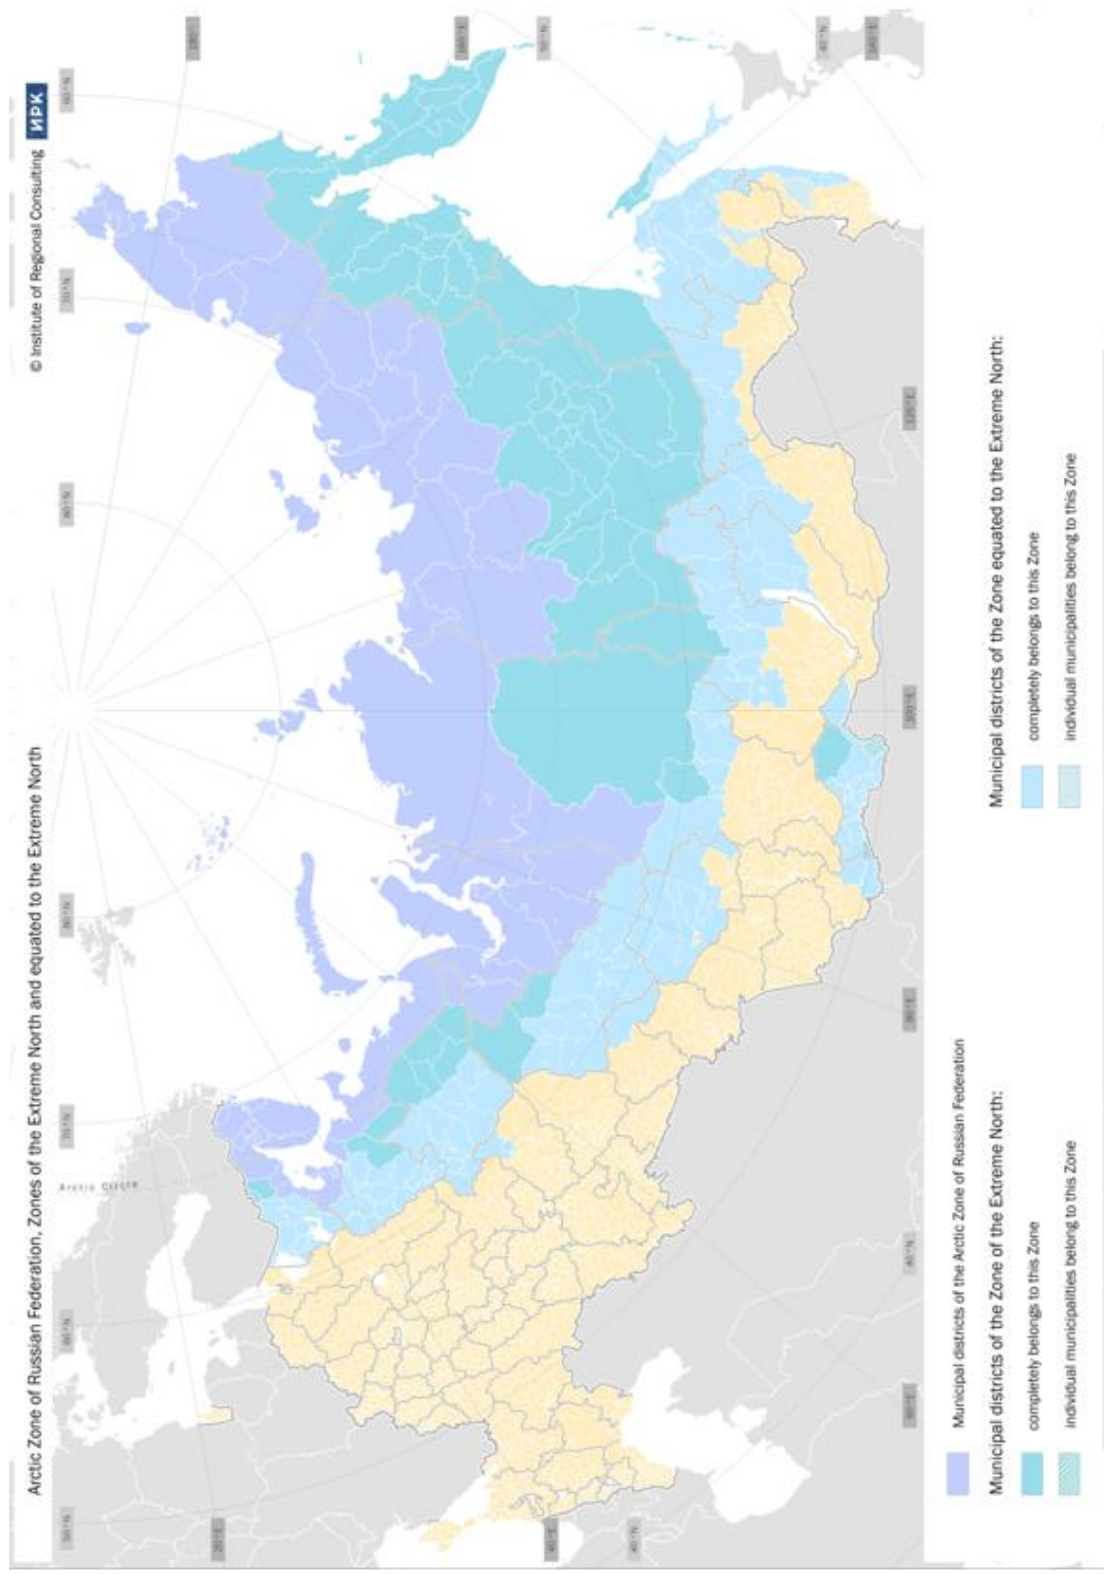 Arctic Zone of Russian Federation, Zones of the Extreme North and equated to the Extreme North
© Institute of Regional Consulting
ИРК
Arctic Circle
Municipal districts of the Arctic Zone of Russian Federation
Municipal districts of the Zone of the Extreme North:
completely belongs to this Zone
individual municipalities belong to this Zone
Municipal districts of the Zone equated to the Extreme North:
completely belongs to this Zone
individual municipalities belong to this Zone